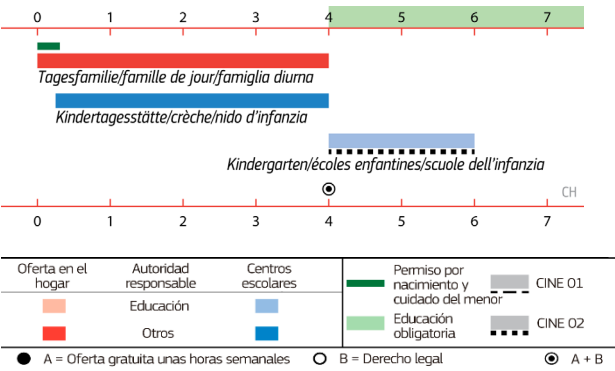 0 1 2 3 4 5 6 7
Tagesfamilie/famille de jour/famiglia diurna
Kindertagesstätte/crèche/nido d'infanzia
Kindergarten/écoles enfantines/scuole dell'infanzia
CH
0 1 2 3 4 5 6 7
Oferta en el
hogar
Autoridad
responsable
Centros
escolares
Educación
Otros
Permiso por
nacimiento y
cuidado del menor
CINE 01
Educación
obligatoria
CINE 02
A = Oferta gratuita unas horas semanales
B = Derecho legal
A + B